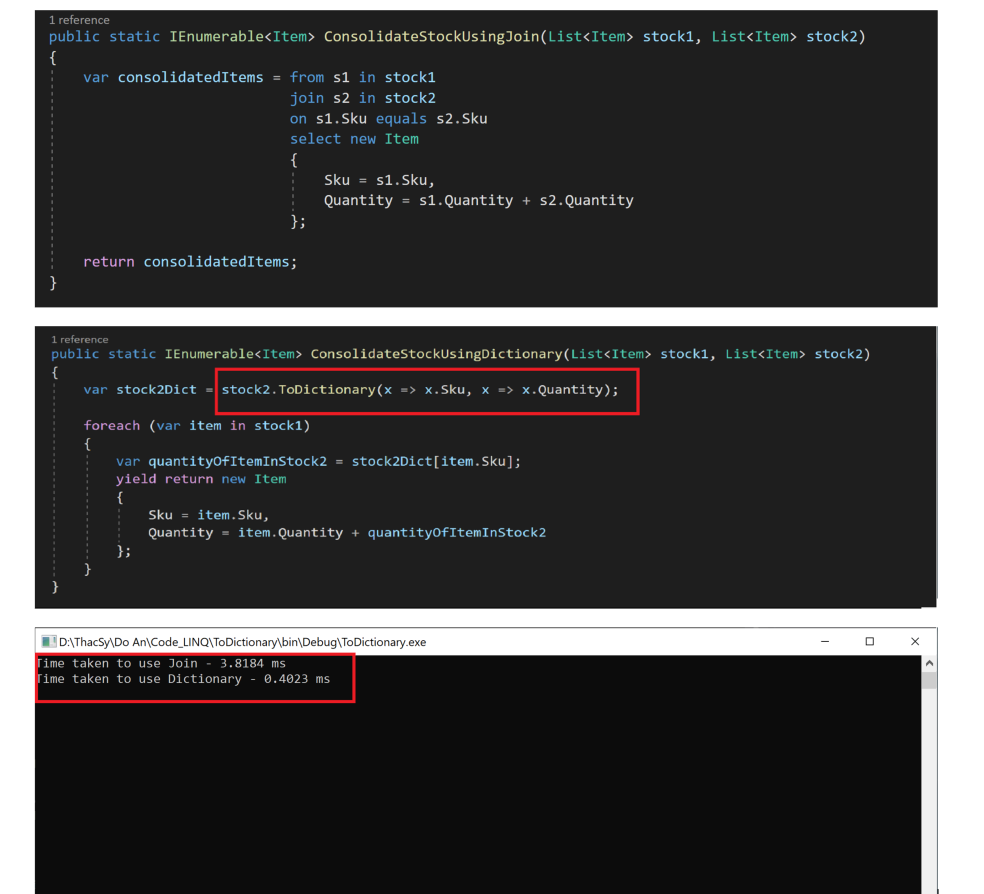 1 reference
public static IEnumerable<Item> ConsolidateStockUsingJoin(List<Item> stock1, List<Item> stock2)
{
var consolidatedItems = from s1 in stock1
join s2 in stock2
on s1.Sku equals s2.Sku
select new Item
{
Sku = s1.Sku,
Quantity = s1.Quantity + s2.Quantity
};
return consolidatedItems;
}
1 reference
public static IEnumerable<Item> ConsolidateStockUsingDictionary(List<Item> stock1, List<Item> stock2)
{
var stock2Dict = stock2.ToDictionary(x => x.Sku, x => x.Quantity);
foreach (var item in stock1)
{
var quantityOfItemInStock2 = stock2Dict[item.Sku];
yield return new Item
{
Sku = item.Sku,
Quantity = item.Quantity + quantityOfItemInStock2
};
}
}
D:\ThacSy\Do An\Code_LINQ\ToDictionary\bin\Debug\ToDictionary.exe
Time taken to use Join - 3.8184 ms
Time taken to use Dictionary - 0.4023 ms